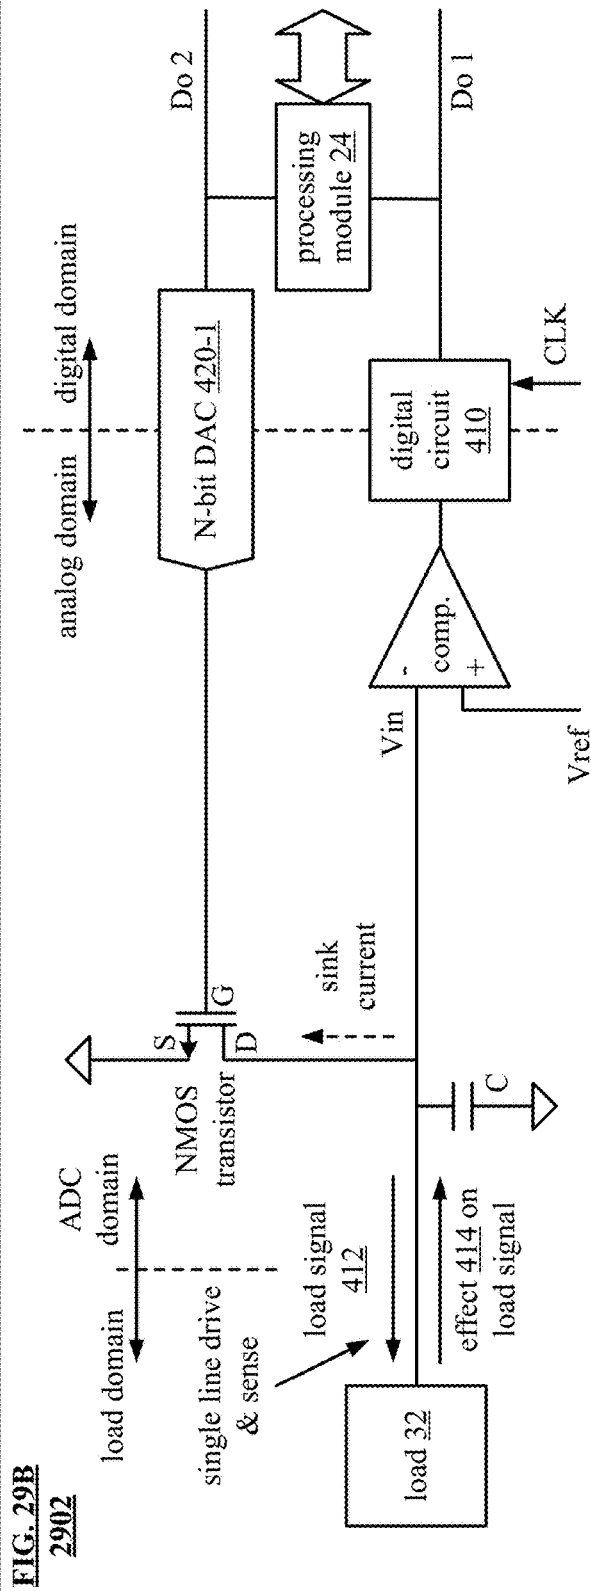 FIG. 29B
2902
load domain
ADC
domain
analog domain
digital domain
single line drive
& sense
NMOS
transistor
S
G
D
N-bit DAC 420-1
Do 2
load signal
412
sink
current
processing
module 24
load 32
effect 414 on
load signal
C
Vin
-
comp.
+
Vref
digital
circuit
410
CLK
Do 1